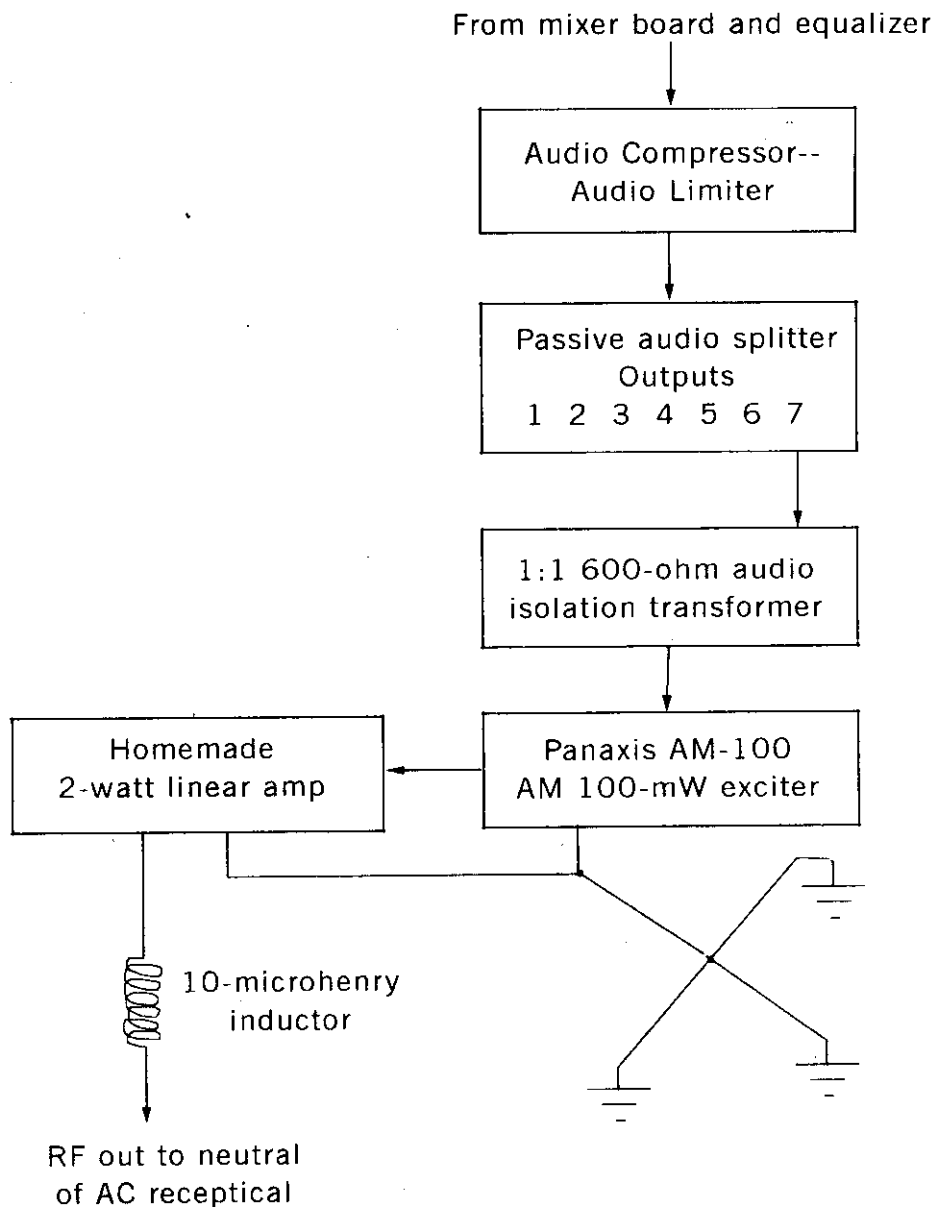 From mixer board and equalizer
Audio Compressor--
Audio Limiter
Passive audio splitter
Outputs
1 2 3 4 5 6 7
1:1 600-ohm audio
isolation transformer
Homemade
2-watt linear amp
Panaxis AM-100
AM 100-mW exciter
10-microhenry
inductor
RF out to neutral
of AC receptical